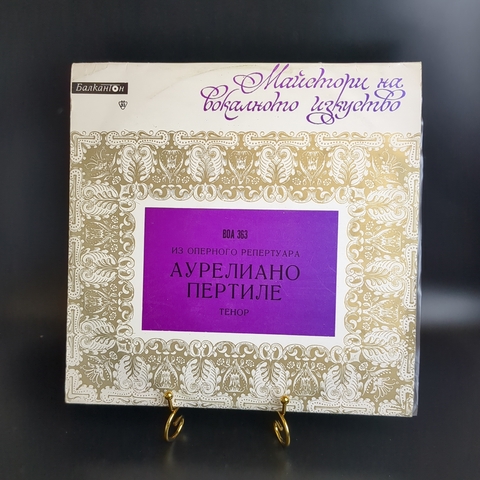 Балкантон
Майстори на
вокалното изкуство
ВОА 363
ИЗ ОПЕРНОГО РЕПЕРТУАРА
АУРЕЛИАНО
ПЕРТИЛЕ
ТЕНОР